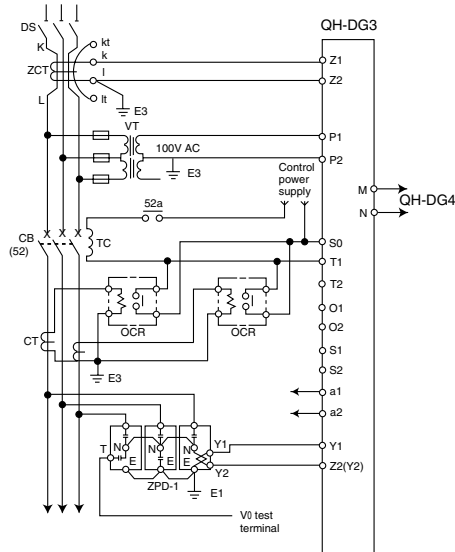 QH-DG3
DS
K
kt
k
Z1
ZCT
l
Z2
L
lt
E3
VT
P1
100V AC
P2
E3
Control
power
supply
M
QH-DG4
N
52a
CB
(52)
TC
S0
T1
T2
O1
OCR
OCR
O2
CT
S1
E3
S2
a1
a2
Y1
Y1
T
N
N
N
E
E
E
Y2
Z2(Y2)
ZPD-1
E1
V0 test
terminal